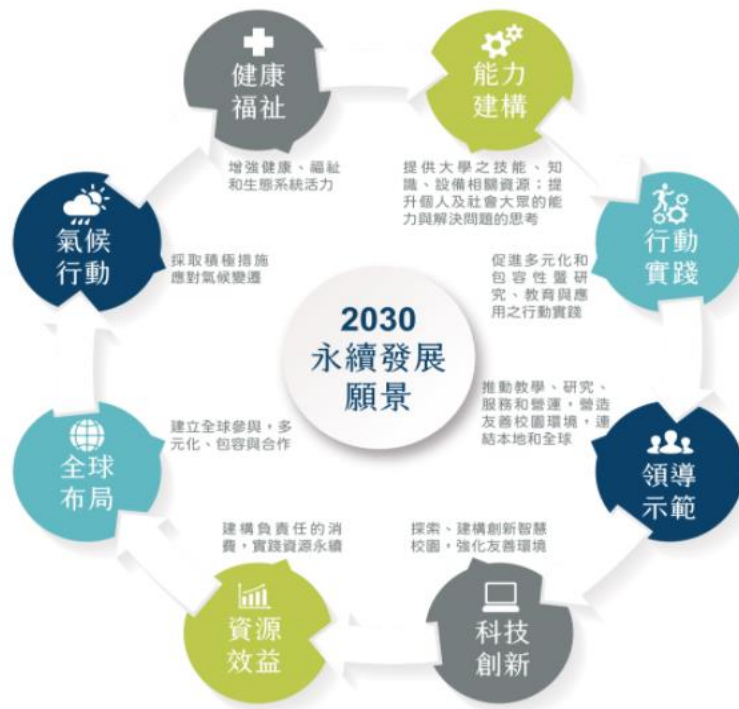 健康
福祉
增強健康、福祉
和生態系統活力
能力
建構
提供大學之技能、知
識、設備相關資源；提
升個人及社會大眾的能
力與解決問題的思考
行動
實踐
促進多元化和
包容性暨研
究、教育與應
用之行動實踐
領導
示範
推動教學、研究、
服務和營運，營造
友善校園環境，連
結本地和全球
科技
創新
探索、建構創新智慧
校園，強化友善環境
資源
效益
建構負責任的消
費，實踐資源永續
全球
布局
建立全球參與，多
元化、包容與合作
氣候
行動
採取積極措施
應對氣候變遷
2030
永續發展
願景